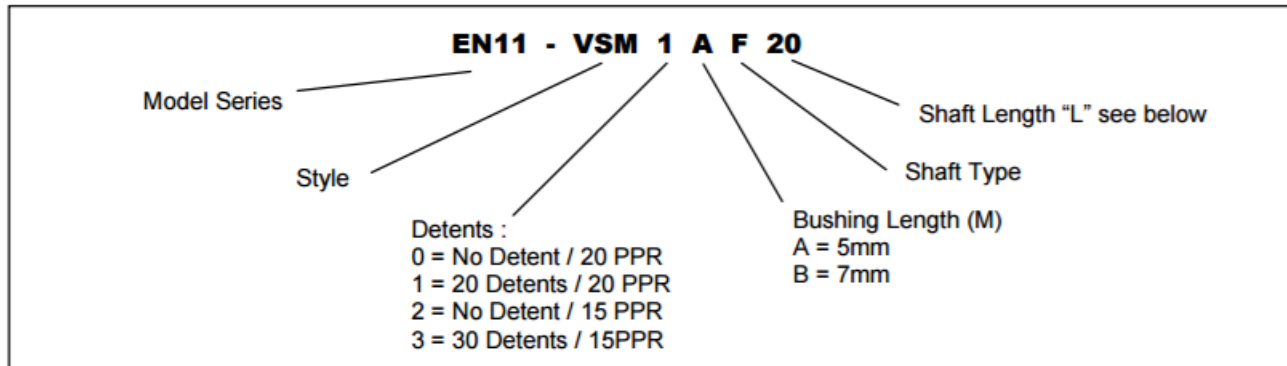 EN11 - VSM 1 A F 20
Model Series
Shaft Length “L” see below
Style
Shaft Type
Detents :
0 = No Detent / 20 PPR
1 = 20 Detents / 20 PPR
2 = No Detent / 15 PPR
3 = 30 Detents / 15PPR
Bushing Length (M)
A = 5mm
B = 7mm